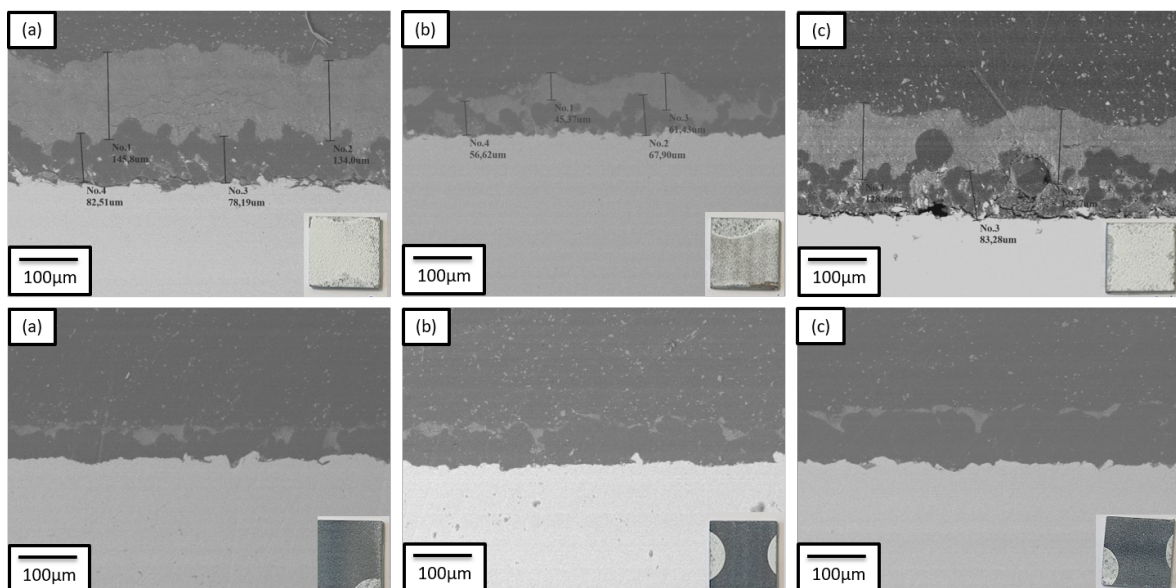 (a)
No.1
145,8um
No.2
134,0um
No.4
82,51um
No.3
78,19um
100µm
(b)
No.1
45,37um
No.3
61,43um
No.4
56,62um
No.2
67,90um
100µm
(c)
No.3
83,28um
100µm
(a)
100µm
(b)
100µm
(c)
100µm